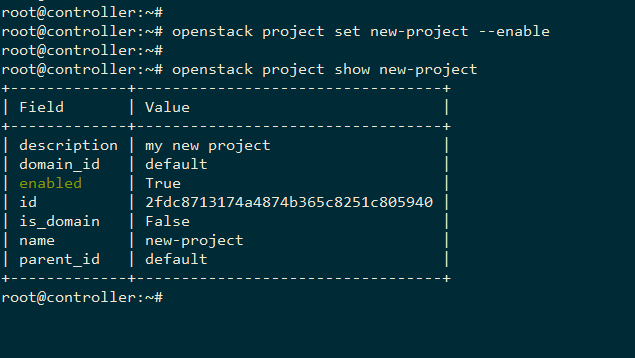 root@controller:~#
root@controller:~# openstack project set new-project --enable
root@controller:~#
root@controller:~# openstack project show new-project
+-------------+----------------------------------+
| Field       | Value                            |
+-------------+----------------------------------+
| description | my new project                   |
| domain_id   | default                          |
| enabled     | True                             |
| id          | 2fdc8713174a4874b365c8251c805940 |
| is_domain   | False                            |
| name        | new-project                      |
| parent_id   | default                          |
+-------------+----------------------------------+
root@controller:~#